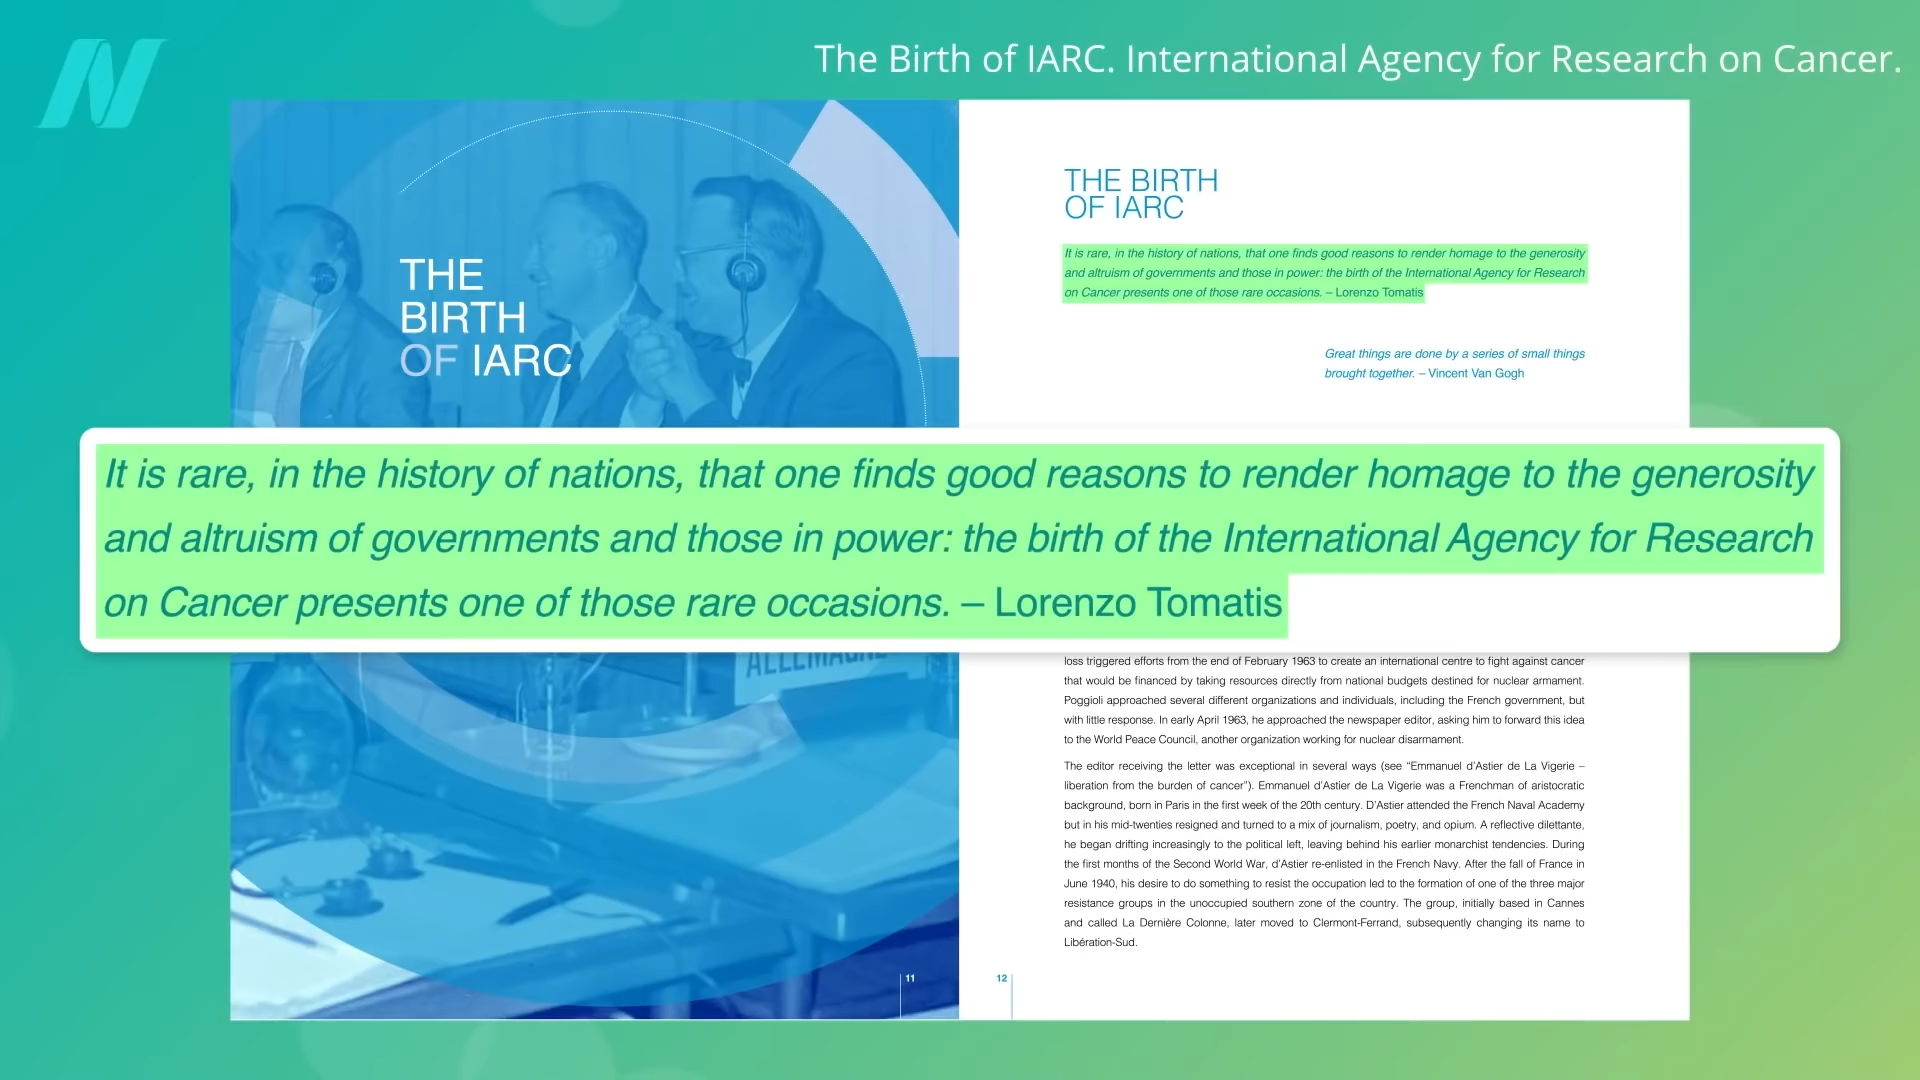 The Birth of IARC. International Agency for Research on Cancer.
THE
BIRTH
OF IARC
THE BIRTH
OF IARC
It is rare, in the history of nations, that one finds good reasons to render homage to the generosity
and altruism of governments and those in power: the birth of the International Agency for Research
on Cancer presents one of those rare occasions. – Lorenzo Tomatis
Great things are done by a series of small things
brought together. – Vincent Van Gogh
It is rare, in the history of nations, that one finds good reasons to render homage to the generosity
and altruism of governments and those in power: the birth of the International Agency for Research
on Cancer presents one of those rare occasions. – Lorenzo Tomatis
ALLEMAGNE
loss triggered efforts from the end of February 1963 to create an international centre to fight against cancer
that would be financed by taking resources directly from national budgets destined for nuclear armament.
Poggioli approached several different organizations and individuals, including the French government, but
with little response. In early April 1963, he approached the newspaper editor, asking him to forward this idea
to the World Peace Council, another organization working for nuclear disarmament.
The editor receiving the letter was exceptional in several ways (see “Emmanuel d’Astier de La Vigerie –
liberation from the burden of cancer”). Emmanuel d’Astier de La Vigerie was a Frenchman of aristocratic
background, born in Paris in the first week of the 20th century. D’Astier attended the French Naval Academy
but in his mid-twenties resigned and turned to a mix of journalism, poetry, and opium. A reflective dilettante,
he began drifting increasingly to the political left, leaving behind his earlier monarchist tendencies. During
the first months of the Second World War, d’Astier re-enlisted in the French Navy. After the fall of France in
June 1940, his desire to do something to resist the occupation led to the formation of one of the three major
resistance groups in the unoccupied southern zone of the country. The group, initially based in Cannes
and called La Dernière Colonne, later moved to Clermont-Ferrand, subsequently changing its name to
Libération-Sud.
11
12